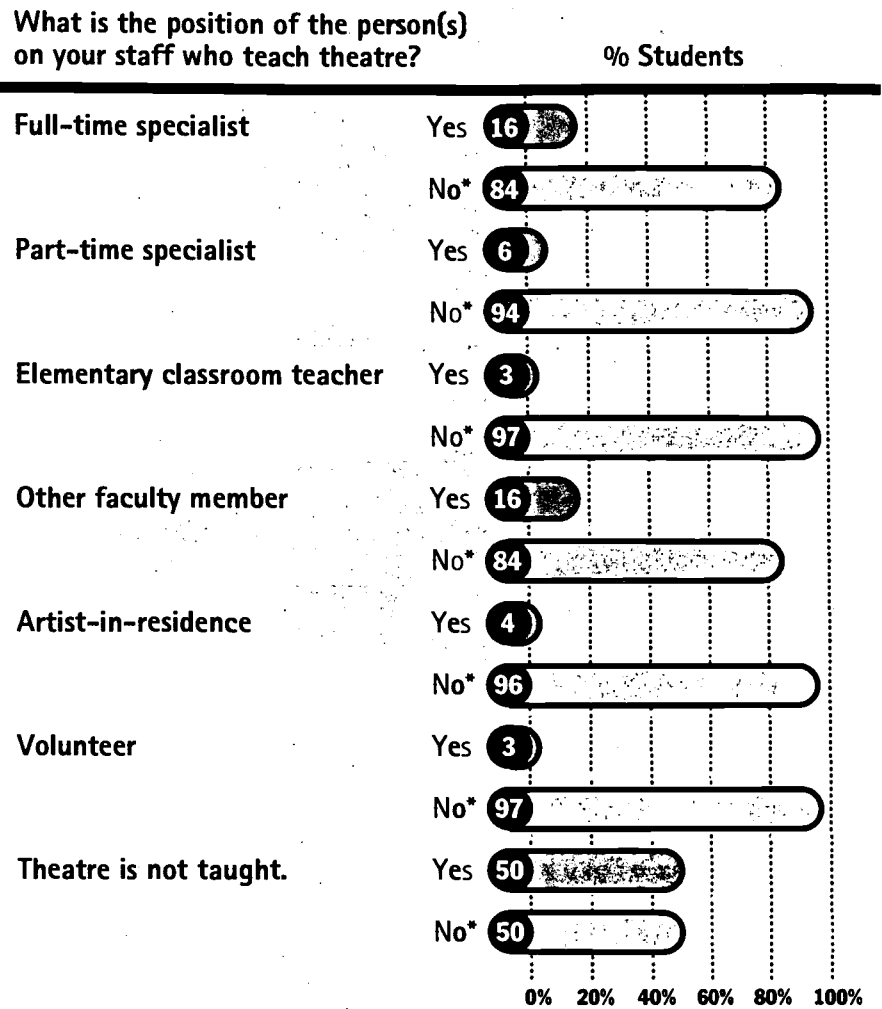 What is the position of the person(s)
on your staff who teach theatre?
% Students
Full-time specialist Yes 16
No* 84
Part-time specialist Yes 6
No* 94
Elementary classroom teacher Yes 3
No* 97
Other faculty member Yes 16
No* 84
Artist-in-residence Yes 4
No* 96
Volunteer Yes 3
No* 97
Theatre is not taught. Yes 50
No* 50
0% 20% 40% 60% 80% 100%